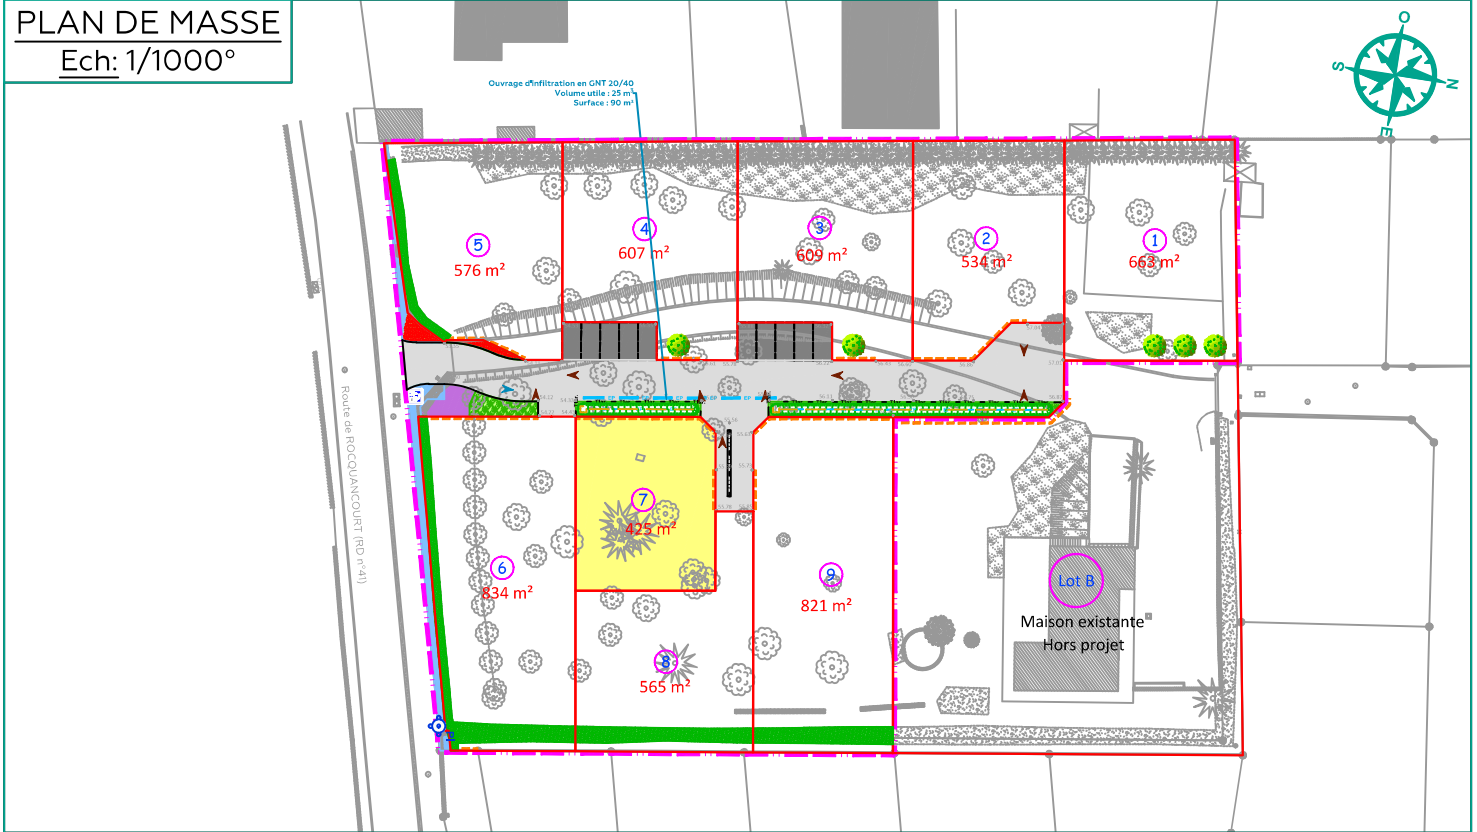 PLAN DE MASSE
Ech: 1/1000°
Ouvrage d'infiltration en GNT 20/40
Volume utile : 25 m³
Surface : 90 m²
O
S
N
E
5
576 m²
4
607 m²
3
609 m²
2
534 m²
1
663 m²
Route de ROCQUANCOURT (RD n°41)
7
425 m²
6
834 m²
9
821 m²
8
565 m²
Lot B
Maison existante
Hors projet